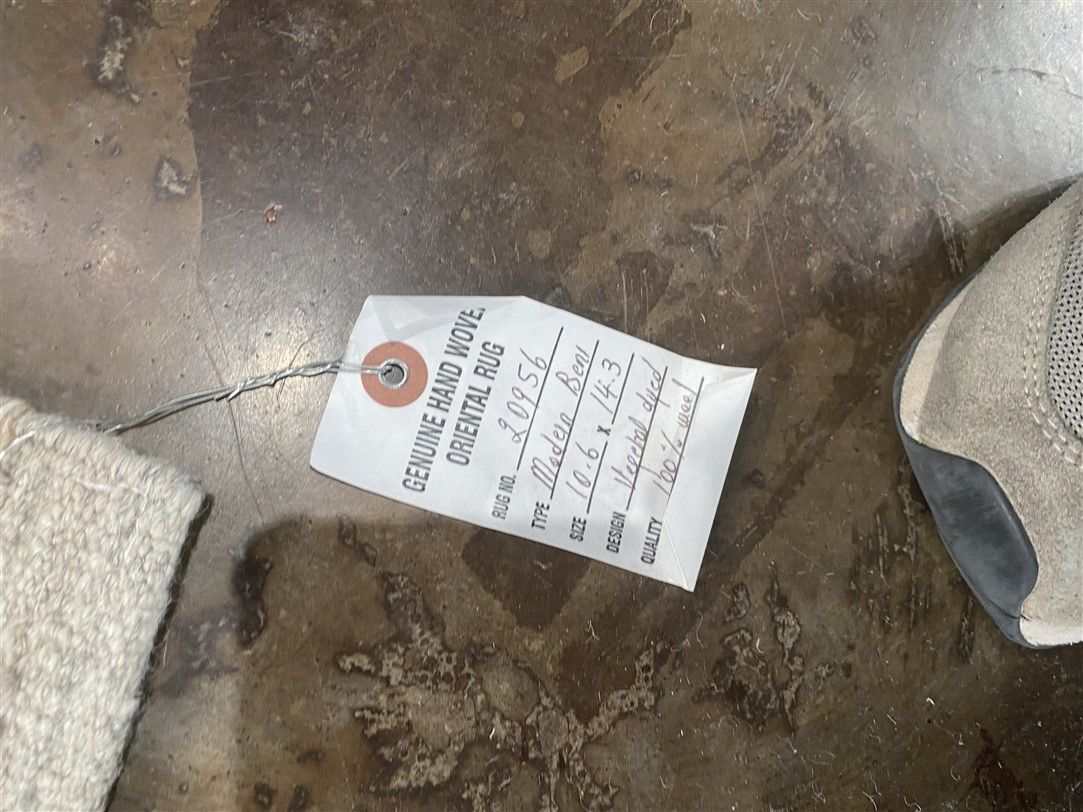 GENUINE HAND WOVE
ORIENTAL RUG
RUG NO. 20956
TYPE Modern Beni
SIZE 10.6 x 14.3
DESIGN Vegetal dyed
QUALITY 100% wool